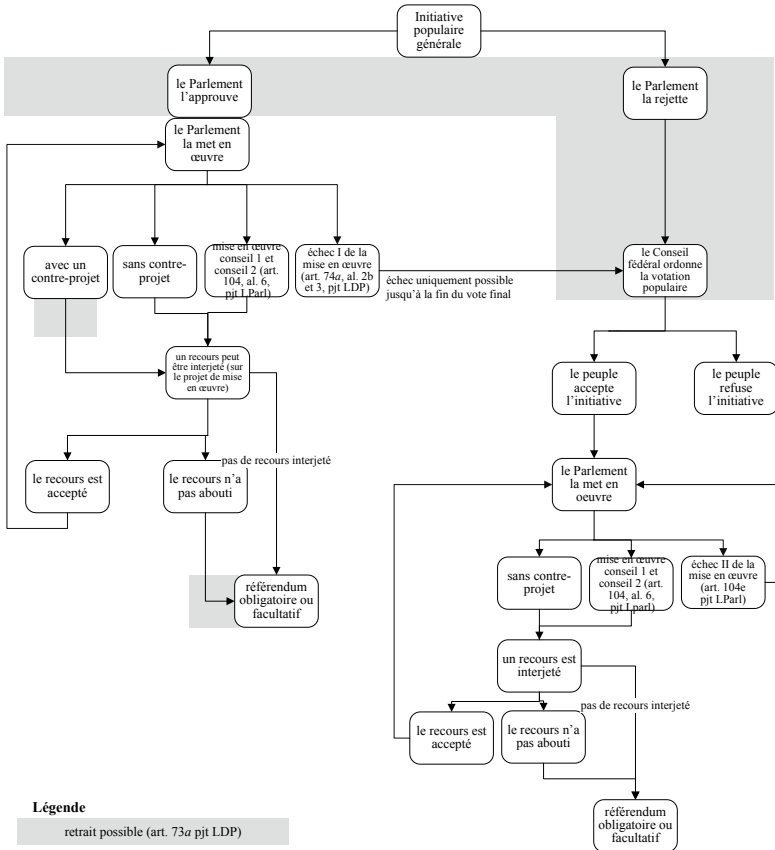 Initiative
populaire
générale
le Parlement
l'approuve
le Parlement
la rejette
le Parlement
la met en
œuvre
avec un
contre-projet
sans contre-
projet
mise en œuvre
conseil 1 et
conseil 2 (art.
104, al. 6,
pjt LParl)
échec I de la
mise en œuvre
(art. 74a, al. 2b
et 3, pjt LDP)
échec uniquement possible
jusqu'à la fin du vote final
le Conseil
fédéral ordonne
la votation
populaire
un recours peut
être interjeté (sur
le projet de mise
en œuvre)
le peuple
accepte
l'initiative
le peuple
refuse
l'initiative
pas de recours interjeté
le recours est
accepté
le recours n'a
pas abouti
le Parlement
la met en
oeuvre
référendum
obligatoire ou
facultatif
sans contre-
projet
mise en œuvre
conseil 1 et
conseil 2 (art.
104, al. 6,
pjt Lparl)
échec II de la
mise en œuvre
(art. 104e
pjt LParl)
un recours est
interjeté
pas de recours interjeté
le recours est
accepté
le recours n'a
pas abouti
référendum
obligatoire ou
facultatif
Légende
retrait possible (art. 73a pjt LDP)